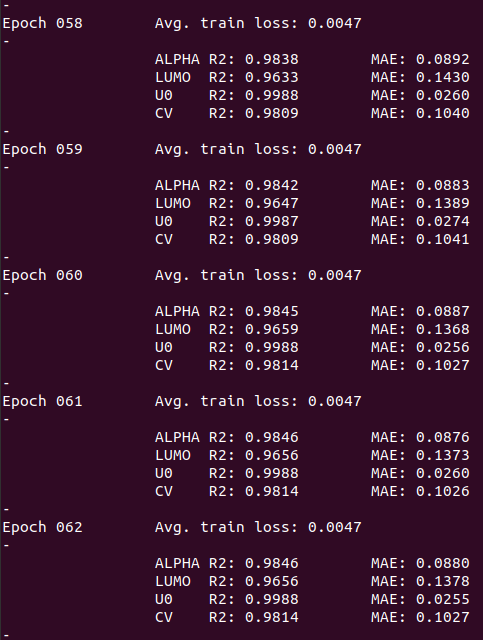 -
Epoch 058 Avg. train loss: 0.0047
-
ALPHA R2: 0.9838 MAE: 0.0892
LUMO R2: 0.9633 MAE: 0.1430
U0 R2: 0.9988 MAE: 0.0260
CV R2: 0.9809 MAE: 0.1040
-
Epoch 059 Avg. train loss: 0.0047
-
ALPHA R2: 0.9842 MAE: 0.0883
LUMO R2: 0.9647 MAE: 0.1389
U0 R2: 0.9987 MAE: 0.0274
CV R2: 0.9809 MAE: 0.1041
-
Epoch 060 Avg. train loss: 0.0047
-
ALPHA R2: 0.9845 MAE: 0.0887
LUMO R2: 0.9659 MAE: 0.1368
U0 R2: 0.9988 MAE: 0.0256
CV R2: 0.9814 MAE: 0.1027
-
Epoch 061 Avg. train loss: 0.0047
-
ALPHA R2: 0.9846 MAE: 0.0876
LUMO R2: 0.9656 MAE: 0.1373
U0 R2: 0.9988 MAE: 0.0260
CV R2: 0.9814 MAE: 0.1026
-
Epoch 062 Avg. train loss: 0.0047
-
ALPHA R2: 0.9846 MAE: 0.0880
LUMO R2: 0.9656 MAE: 0.1378
U0 R2: 0.9988 MAE: 0.0255
CV R2: 0.9814 MAE: 0.1027
-